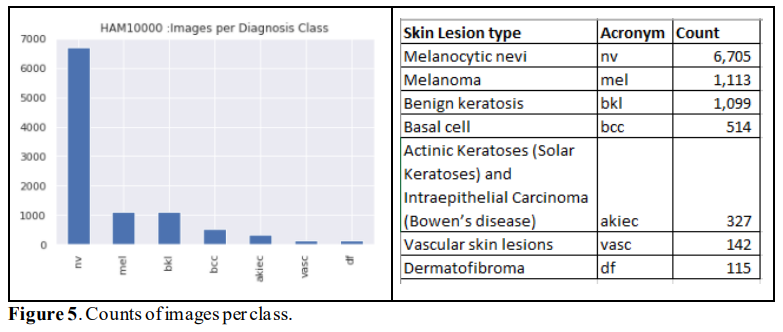 HAM10000 :Images per Diagnosis Class
7000
6000
5000
4000
3000
2000
1000
0
nv
mel
bkl
bcc
akiec
vasc
df
Skin Lesion type Acronym Count
Melanocytic nevi nv 6,705
Melanoma mel 1,113
Benign keratosis bkl 1,099
Basal cell bcc 514
Actinic Keratoses (Solar
Keratoses) and
Intraepithelial Carcinoma
(Bowen's disease) akiec 327
Vascular skin lesions vasc 142
Dermatofibroma df 115
Figure 5. Counts of images per class.